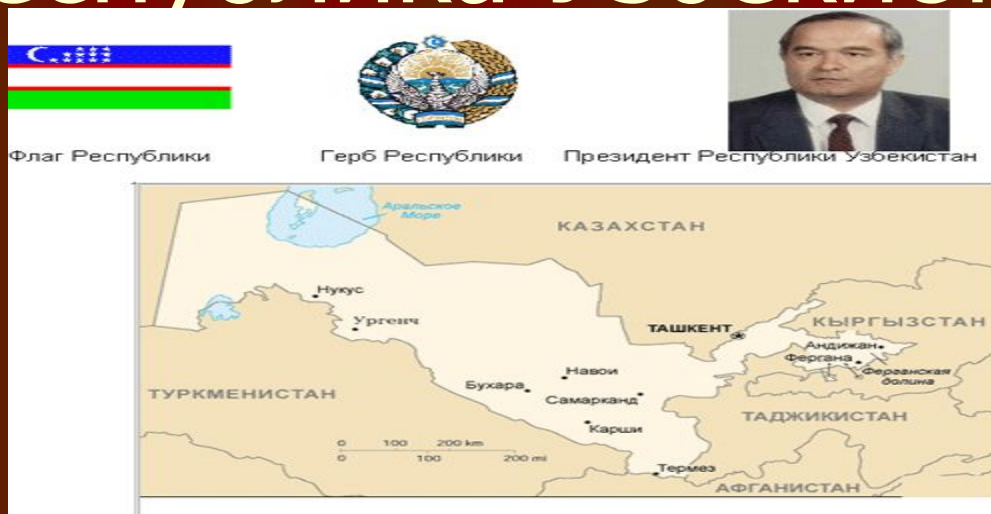 Флаг Республики
Герб Республики
Президент Республики Узбекистан
Аральское
Море
КАЗАХСТАН
Нукус
Ургенч
ТАШКЕНТ
КЫРГЫЗСТАН
Андижан
Фергана
Ферганская
долина
ТУРКМЕНИСТАН
Бухара
Навои
Самарканд
ТАДЖИКИСТАН
Карши
0 100 200 km
0 100 200 mi
Термез
АФГАНИСТАН